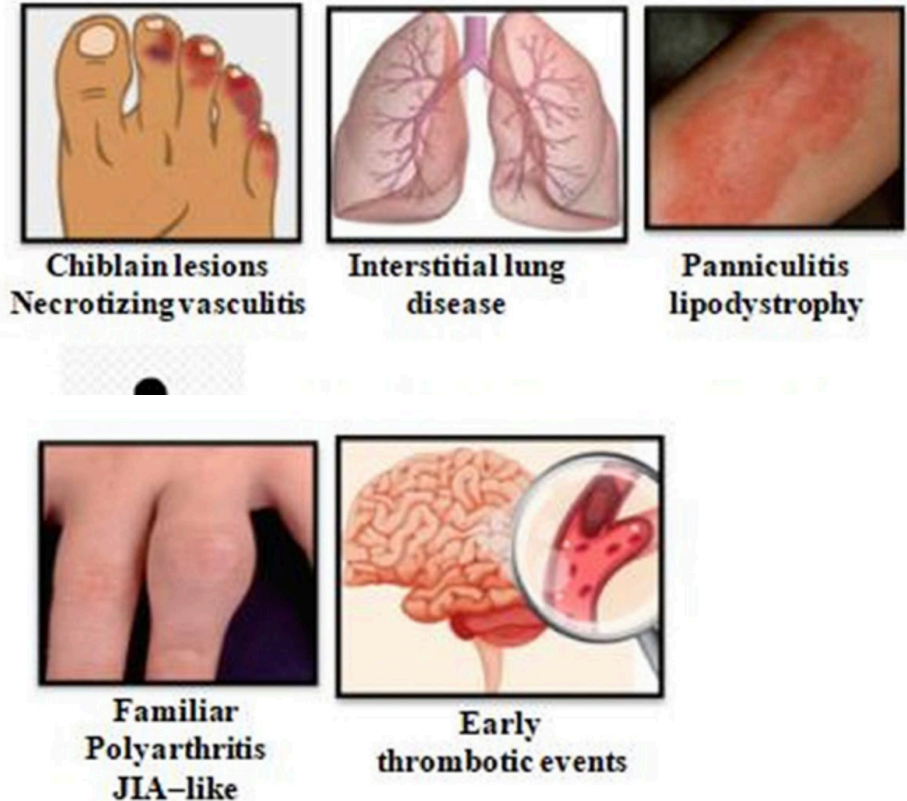 Chiblain lesions
Necrotizing vasculitis
Interstitial lung
disease
Panniculitis
lipodystrophy
Familiar
Polyarthritis
JIA–like
Early
thrombotic events